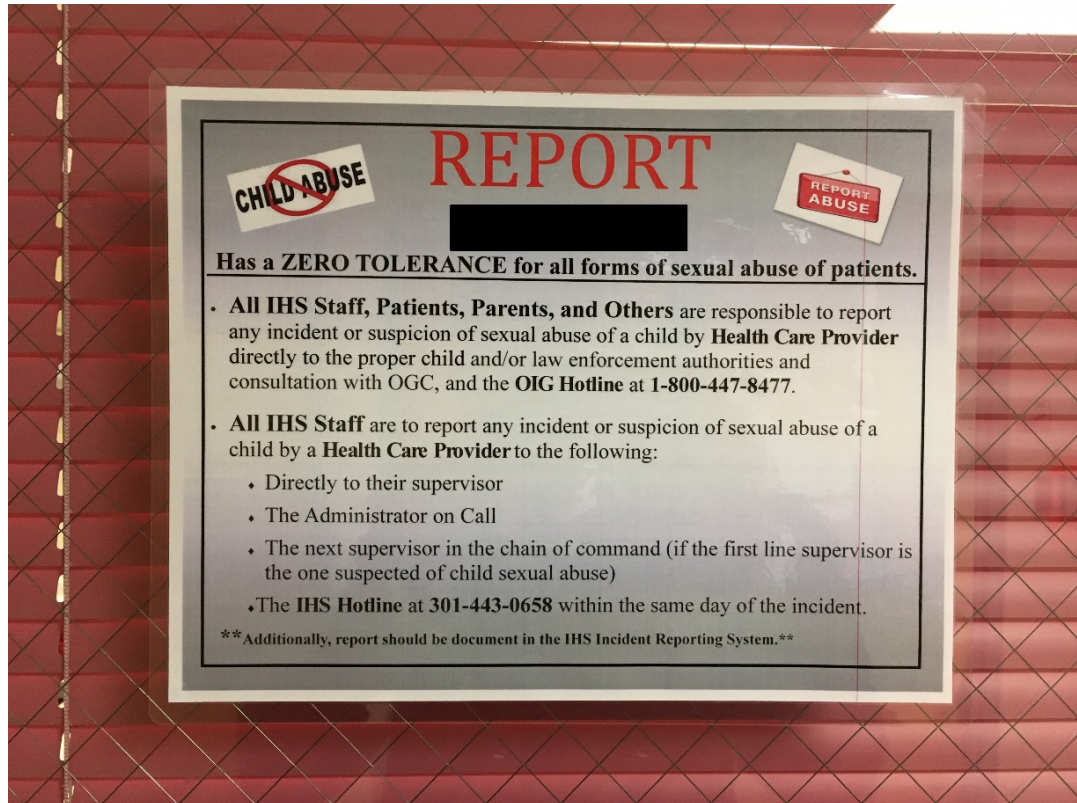 REPORT
CHILD ABUSE
REPORT
ABUSE
Has a ZERO TOLERANCE for all forms of sexual abuse of patients.
• All IHS Staff, Patients, Parents, and Others are responsible to report
any incident or suspicion of sexual abuse of a child by Health Care Provider
directly to the proper child and/or law enforcement authorities and
consultation with OGC, and the OIG Hotline at 1-800-447-8477.
• All IHS Staff are to report any incident or suspicion of sexual abuse of a
child by a Health Care Provider to the following:
⬩ Directly to their supervisor
⬩ The Administrator on Call
⬩ The next supervisor in the chain of command (if the first line supervisor is
the one suspected of child sexual abuse)
⬩The IHS Hotline at 301-443-0658 within the same day of the incident.
**Additionally, report should be document in the IHS Incident Reporting System.**